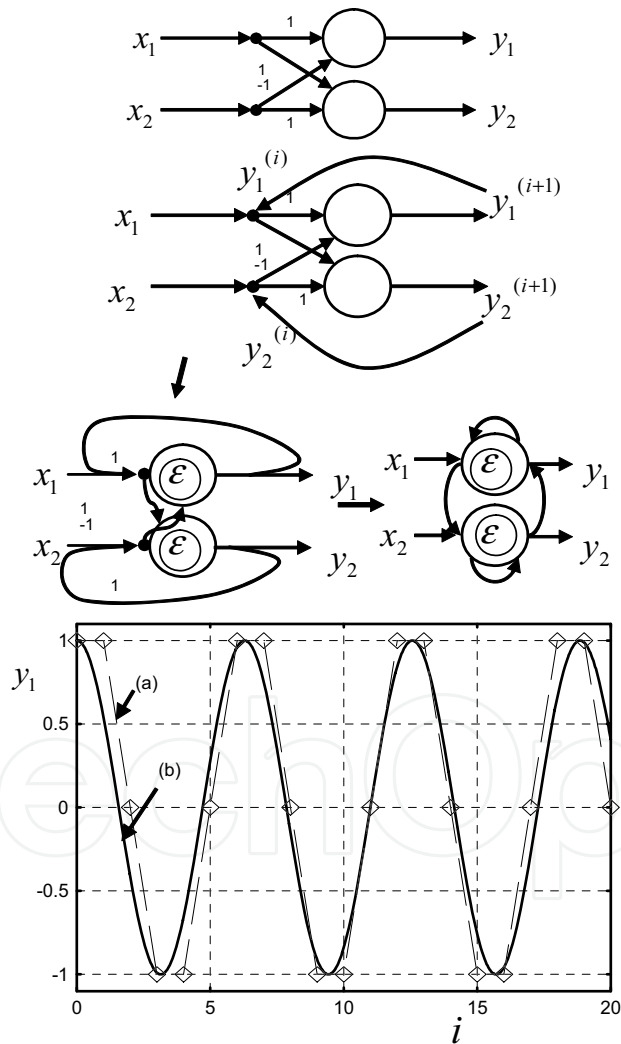 x₁ 1 y₁
1
-1
x₂ 1 y₂
y₁⁽ⁱ⁾
x₁ 1 y₁⁽ⁱ⁺¹⁾
1
-1
x₂ 1 y₂⁽ⁱ⁺¹⁾
y₂⁽ⁱ⁾
1 ε
x₁ y₁
1
-1
x₂ ε y₂
1
x₁ ε y₁
x₂ ε y₂
1
y₁
(a)
0.5
(b)
0
-0.5
-1
0 5 10 15 20
i
echOp